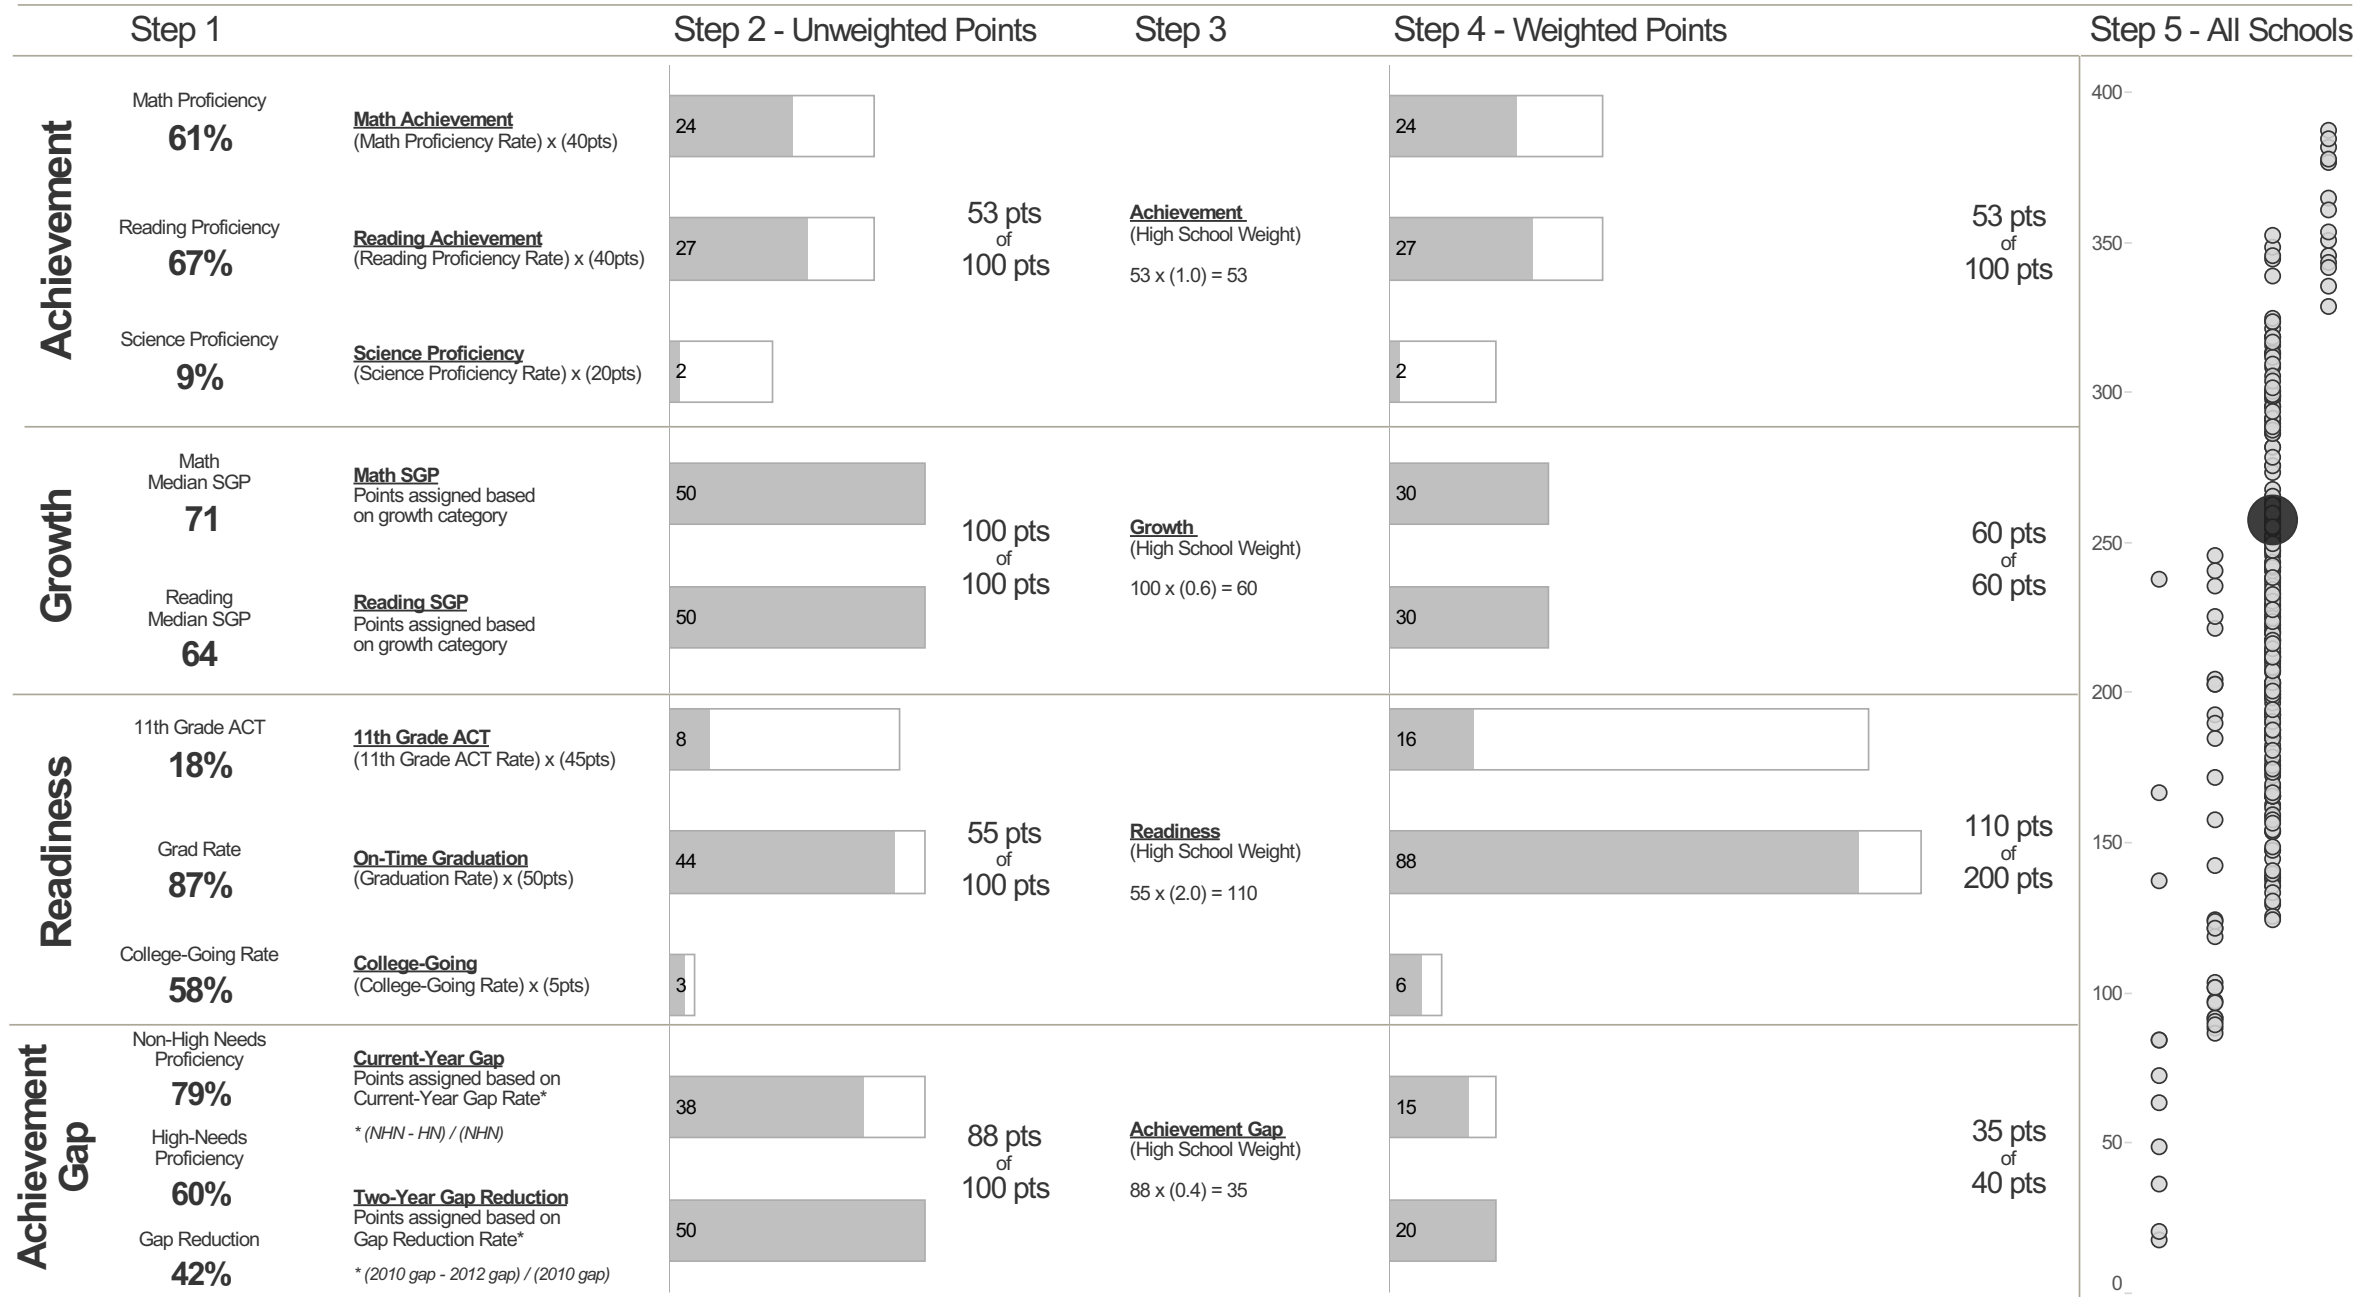 Step 1
Step 2 - Unweighted Points
Step 3
Step 4 - Weighted Points
Step 5 - All Schools
Achievement
Math Proficiency
61%
Math Achievement
(Math Proficiency Rate) x (40pts)
24
24
Reading Proficiency
67%
Reading Achievement
(Reading Proficiency Rate) x (40pts)
27
53 pts
of
100 pts
Achievement
(High School Weight)
53 x (1.0) = 53
27
53 pts
of
100 pts
Science Proficiency
9%
Science Proficiency
(Science Proficiency Rate) x (20pts)
2
2
Growth
Math
Median SGP
71
Math SGP
Points assigned based
on growth category
50
100 pts
of
100 pts
Growth
(High School Weight)
100 x (0.6) = 60
30
60 pts
of
60 pts
Reading
Median SGP
64
Reading SGP
Points assigned based
on growth category
50
30
Readiness
11th Grade ACT
18%
11th Grade ACT
(11th Grade ACT Rate) x (45pts)
8
16
Grad Rate
87%
On-Time Graduation
(Graduation Rate) x (50pts)
44
55 pts
of
100 pts
Readiness
(High School Weight)
55 x (2.0) = 110
88
110 pts
of
200 pts
College-Going Rate
58%
College-Going
(College-Going Rate) x (5pts)
3
6
Achievement
Gap
Non-High Needs
Proficiency
79%
High-Needs
Proficiency
60%
Gap Reduction
42%
Current-Year Gap
Points assigned based on
Current-Year Gap Rate*
* (NHN - HN) / (NHN)
38
15
Two-Year Gap Reduction
Points assigned based on
Gap Reduction Rate*
* (2010 gap - 2012 gap) / (2010 gap)
50
20
88 pts
of
100 pts
Achievement Gap
(High School Weight)
88 x (0.4) = 35
35 pts
of
40 pts
400
350
300
250
200
150
100
50
0